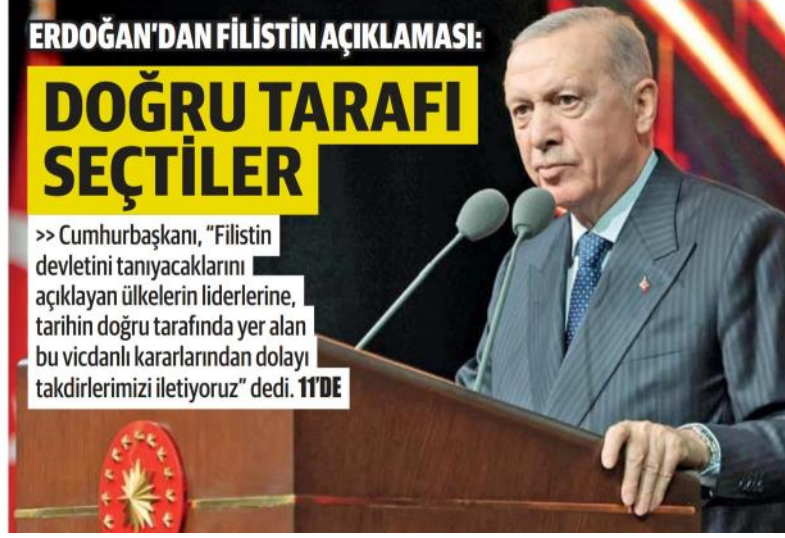 ERDOĞAN'DAN FİLİSTİN AÇIKLAMASI:
DOĞRU TARAFI
SEÇTİLER
>> Cumhurbaşkanı, “Filistin
devletini tanıyacaklarını
açıklayan ülkelerin liderlerine,
tarihin doğru tarafında yer alan
bu vicdanlı kararlarından dolayı
takdirlerimizi iletiyoruz” dedi. 11'DE